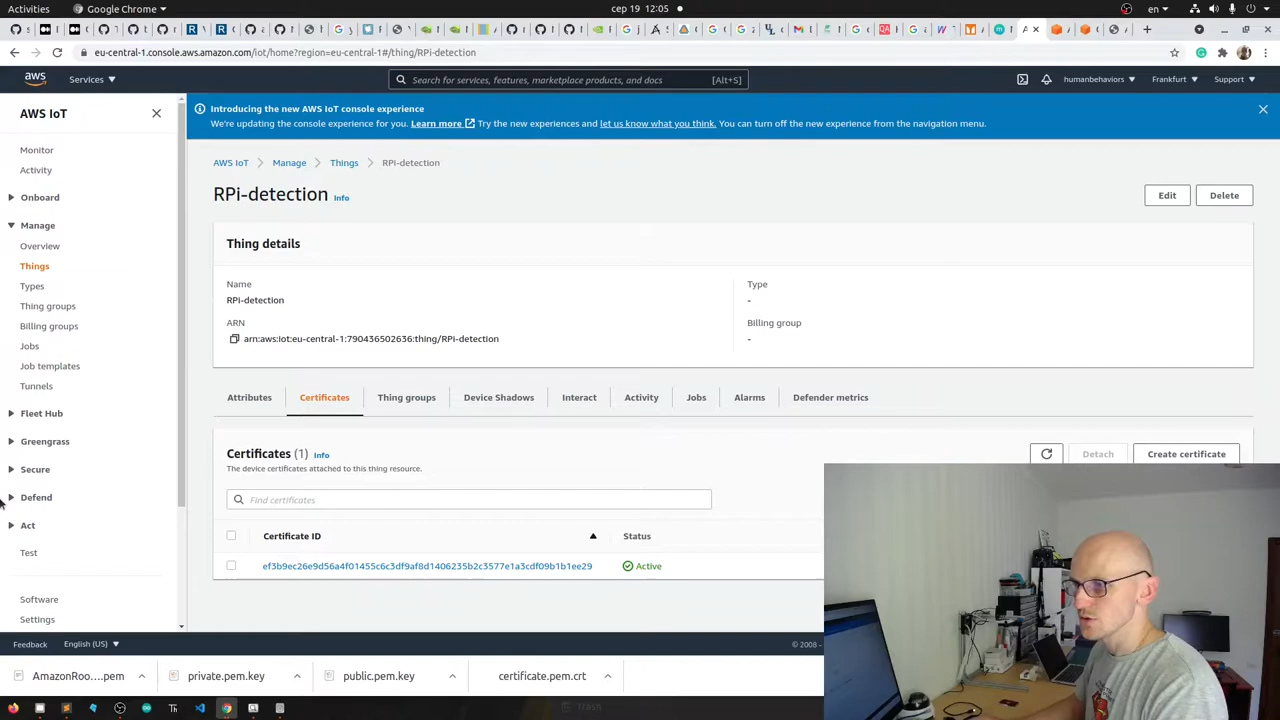 Activities
Google Chrome
сер 19 12:05
en
eu-central-1.console.aws.amazon.com/iot/home?region=eu-central-1#/thing/RPi-detection
aws
Services
Search for services, features, marketplace products, and docs
[Alt+S]
humanbehaviors
Frankfurt
Support
AWS IoT
Monitor
Activity
Onboard
Manage
Overview
Things
Types
Thing groups
Billing groups
Jobs
Job templates
Tunnels
Fleet Hub
Greengrass
Secure
Defend
Act
Test
Software
Settings
Introducing the new AWS IoT console experience
We're updating the console experience for you. Learn more Try the new experiences and let us know what you think. You can turn off the new experience from the navigation menu.
AWS IoT
Manage
Things
RPi-detection
RPi-detection Info
Edit
Delete
Thing details
Name
RPi-detection
ARN
arn:aws:iot:eu-central-1:790436502636:thing/RPi-detection
Type
-
Billing group
-
Attributes
Certificates
Thing groups
Device Shadows
Interact
Activity
Jobs
Alarms
Defender metrics
Certificates (1) Info
The device certificates attached to this thing resource.
Detach
Create certificate
Find certificates
Certificate ID
Status
ef3b9ec26e9d56a4f01455c6c3df9af8d1406235b2c3577e1a3cdf09b1b1ee29
Active
Feedback
English (US)
© 2008 -
AmazonRoo....pem
private.pem.key
public.pem.key
certificate.pem.crt
Trash